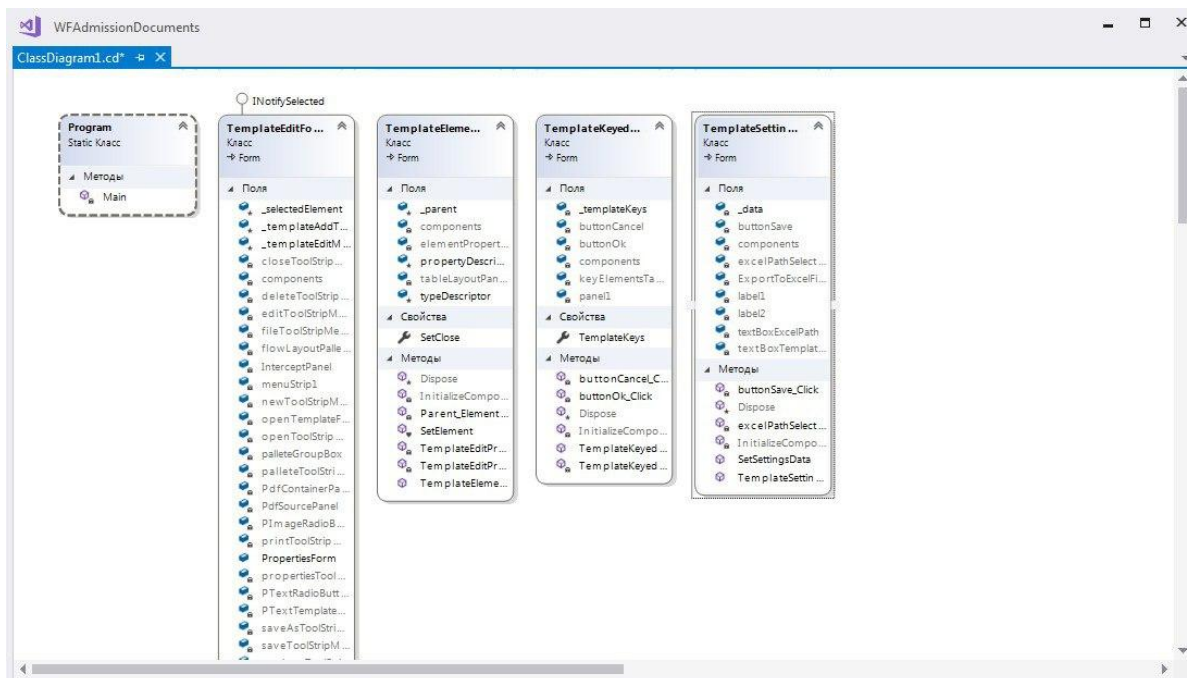 WFAdmissionDocuments
ClassDiagram1.cd*
INotifySelected
Program
Static Класс
Методы
Main
TemplateEditFo ...
Класс
Form
Поля
_selectedElement
_templateAddT...
_templateEditM ...
closeToolStrip...
components
deleteToolStrip ...
editToolStripM...
fileToolStripMe...
flowLayoutPalle...
InterceptPanel
menuStrip1
newToolStripM...
openTemplateF...
openToolStrip ...
palleteGroupBox
palleteToolStri...
PdfContainerPa...
PdfSourcePanel
PImageRadioB...
printToolStrip ...
PropertiesForm
propertiesTool...
PTextRadioButt...
PTextTemplate...
saveAsToolStri...
saveToolStripM ...
TemplateEleme...
Класс
Form
Поля
_parent
components
elementPropert...
propertyDescri...
tableLayoutPan...
typeDescriptor
Свойства
SetClose
Методы
Dispose
InitializeCompo...
Parent_Element...
SetElement
TemplateEditPr...
TemplateEditPr...
TemplateEleme...
TemplateKeyed...
Класс
Form
Поля
_templateKeys
buttonCancel
buttonOk
components
keyElementsTa...
panel1
Свойства
TemplateKeys
Методы
buttonCancel_C...
buttonOk_Click
Dispose
InitializeCompo...
TemplateKeyed ...
TemplateKeyed ...
TemplateSettin ...
Класс
Form
Поля
_data
buttonSave
components
excelPathSelect...
ExportToExcelFi...
label1
label2
textBoxExcelPath
textBoxTemplat...
Методы
buttonSave_Click
Dispose
excelPathSelect...
InitializeCompo...
SetSettingsData
TemplateSettin ...